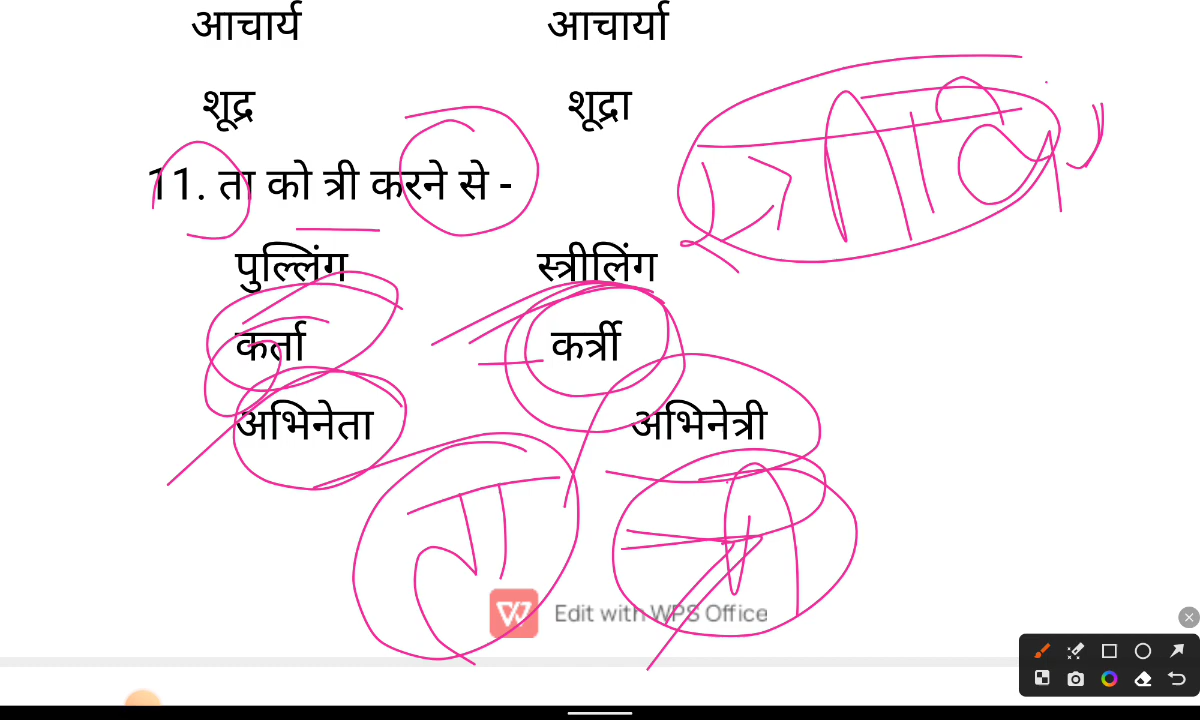 आचार्य आचार्या
शूद्र शूद्रा
11. ता को त्री करने से -
पुल्लिंग स्त्रीलिंग
कर्ता कर्त्री
अभिनेता अभिनेत्री
ता त्री
Edit with WPS Office